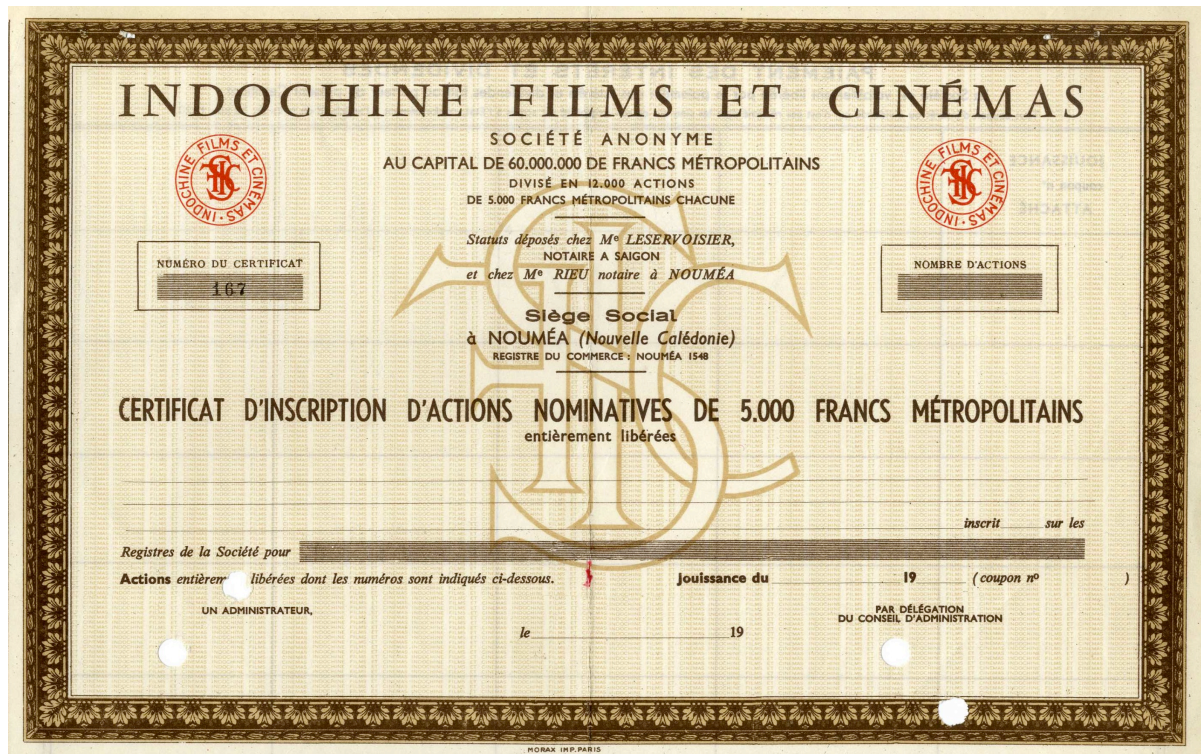 INDOCHINE FILMS ET CINÉMAS
SOCIÉTÉ ANONYME
AU CAPITAL DE 60.000.000 DE FRANCS MÉTROPOLITAINS
DIVISÉ EN 12.000 ACTIONS
DE 5.000 FRANCS MÉTROPOLITAINS CHACUNE
INDOCHINE FILMS ET CINÉMAS
INDOCHINE FILMS ET CINÉMAS
Statuts déposés chez Me LESERVOISIER,
NOTAIRE A SAIGON
et chez Me RIEU notaire à NOUMÉA
NUMÉRO DU CERTIFICAT
167
NOMBRE D'ACTIONS
Siège Social
à NOUMÉA (Nouvelle Calédonie)
REGISTRE DU COMMERCE : NOUMÉA 1548
CERTIFICAT D'INSCRIPTION D'ACTIONS NOMINATIVES DE 5.000 FRANCS MÉTROPOLITAINS
entièrement libérées
inscrit sur les
Registres de la Société pour
Actions entièrem libérées dont les numéros sont indiqués ci-dessous. Jouissance du 19 (coupon nº )
UN ADMINISTRATEUR,
PAR DÉLÉGATION
DU CONSEIL D'ADMINISTRATION
le 19
MORAX IMP. PARIS